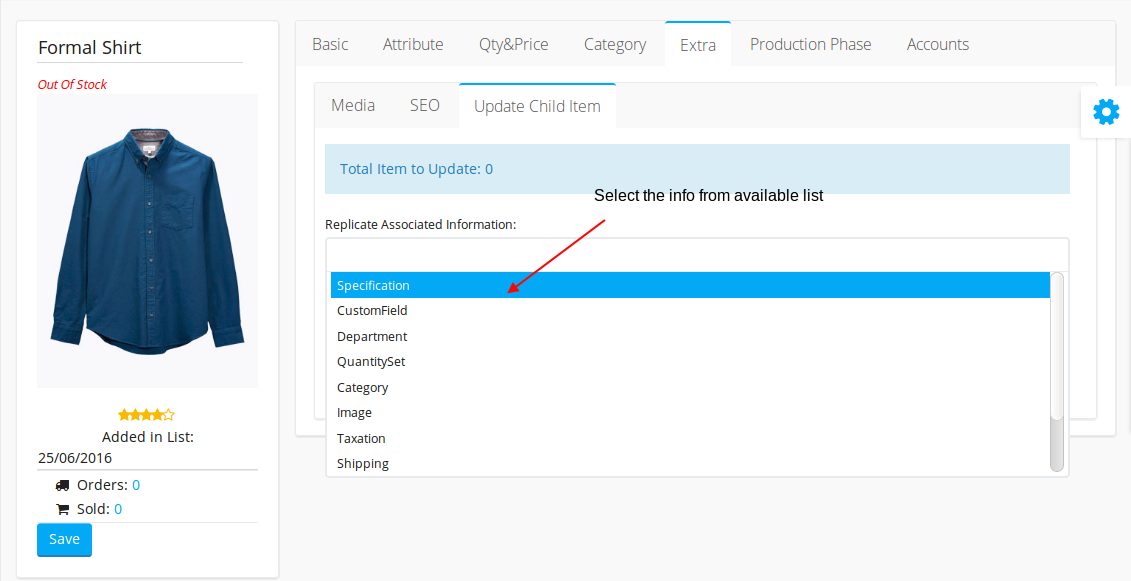 Formal Shirt
Out Of Stock
Added in List:
25/06/2016
Orders: 0
Sold: 0
Save
Basic Attribute Qty&Price Category Extra Production Phase Accounts
Media SEO Update Child Item
Total Item to Update: 0
Select the info from available list
Replicate Associated Information:
Specification
CustomField
Department
QuantitySet
Category
Image
Taxation
Shipping